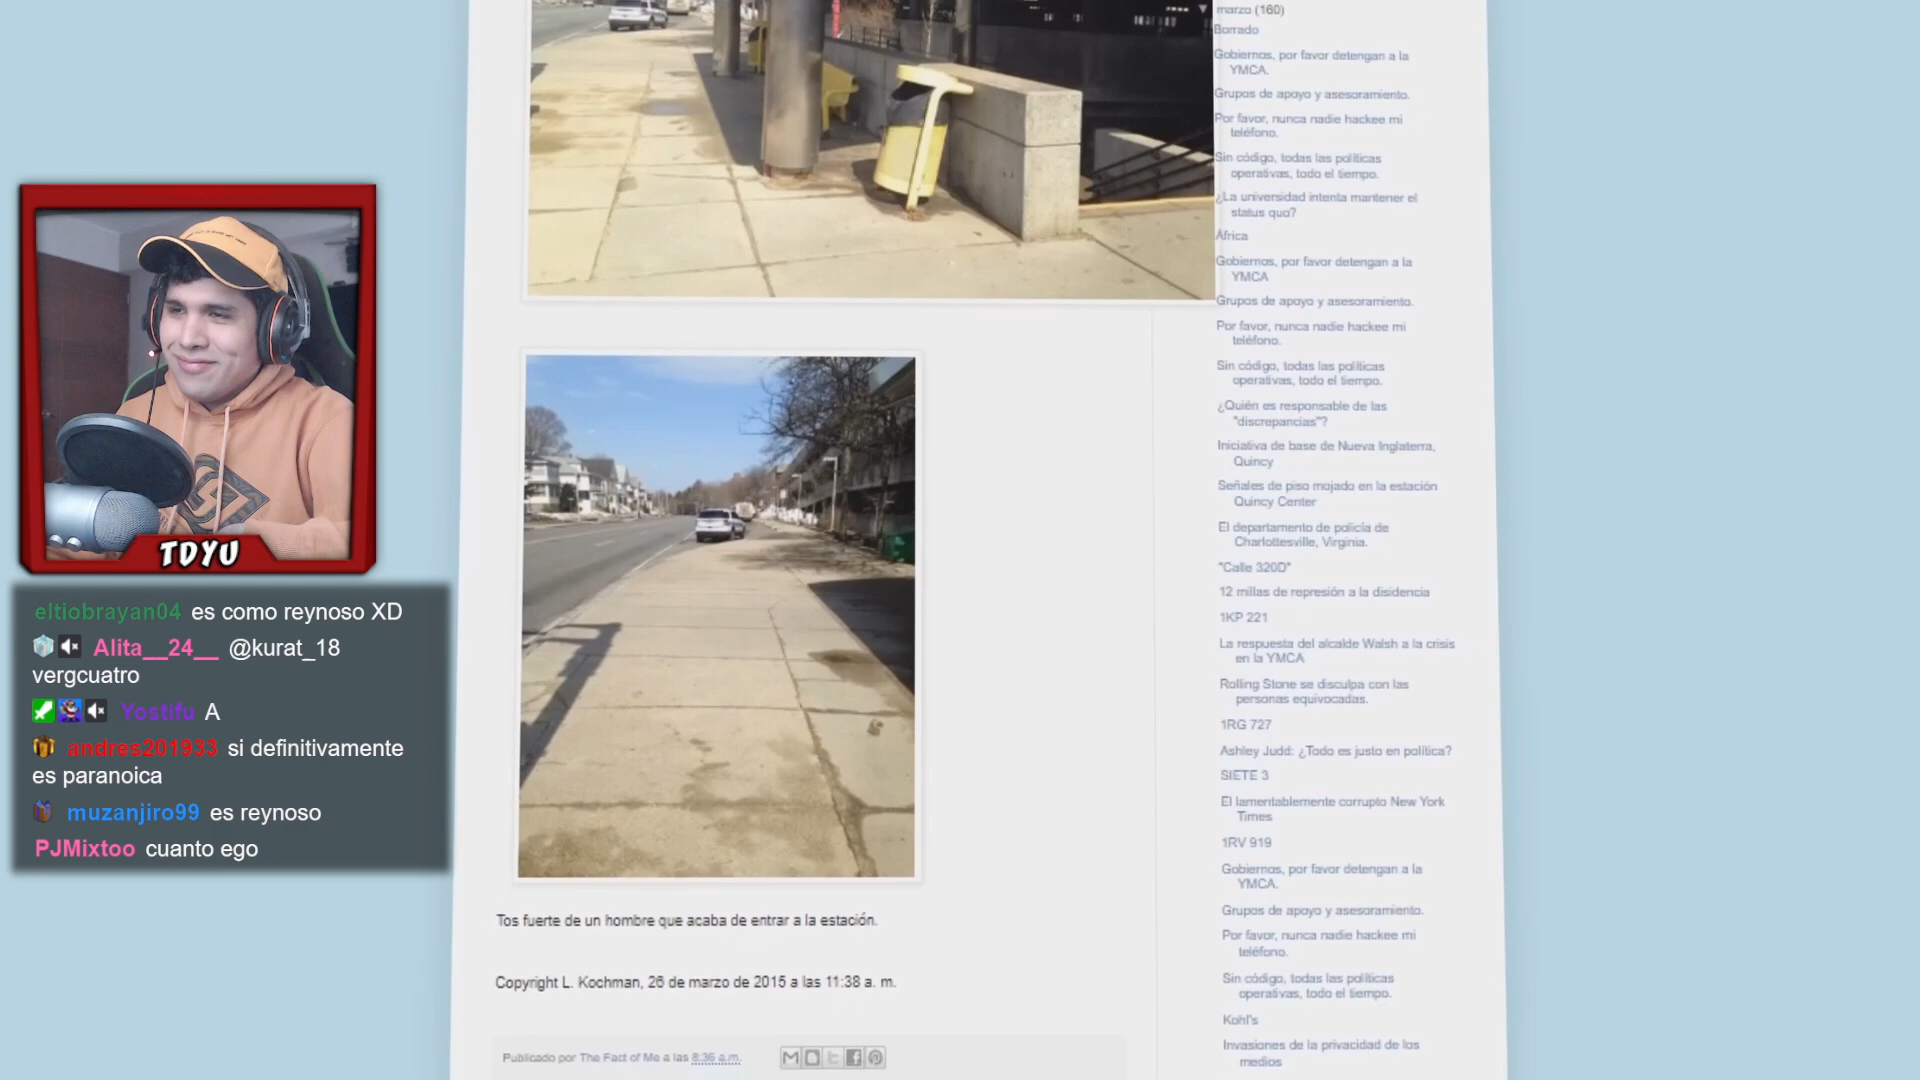 TDYU
eltiobrayan04 es como reynoso XD
Alita__24__ @kurat_18
vergcuatro
Yostifu A
andres201933 si definitivamente
es paranoica
muzanjiro99 es reynoso
PJMixtoo cuanto ego
Tos fuerte de un hombre que acaba de entrar a la estación.
Copyright L. Kochman, 26 de marzo de 2015 a las 11:38 a. m.
Publicado por The Fact of Me a las 8:36 a.m.
marzo (160)
Borrado
Gobiernos, por favor detengan a la
YMCA.
Grupos de apoyo y asesoramiento.
Por favor, nunca nadie hackee mi
teléfono.
Sin código, todas las políticas
operativas, todo el tiempo.
¿La universidad intenta mantener el
status quo?
África
Gobiernos, por favor detengan a la
YMCA
Grupos de apoyo y asesoramiento.
Por favor, nunca nadie hackee mi
teléfono.
Sin código, todas las políticas
operativas, todo el tiempo.
¿Quién es responsable de las
"discrepancias"?
Iniciativa de base de Nueva Inglaterra,
Quincy
Señales de piso mojado en la estación
Quincy Center
El departamento de policía de
Charlottesville, Virginia.
"Calle 320D"
12 millas de represión a la disidencia
1KP 221
La respuesta del alcalde Walsh a la crisis
en la YMCA
Rolling Stone se disculpa con las
personas equivocadas.
1RG 727
Ashley Judd: ¿Todo es justo en política?
SIETE 3
El lamentablemente corrupto New York
Times
1RV 919
Gobiernos, por favor detengan a la
YMCA.
Grupos de apoyo y asesoramiento.
Por favor, nunca nadie hackee mi
teléfono.
Sin código, todas las políticas
operativas, todo el tiempo.
Kohl's
Invasiones de la privacidad de los
medios